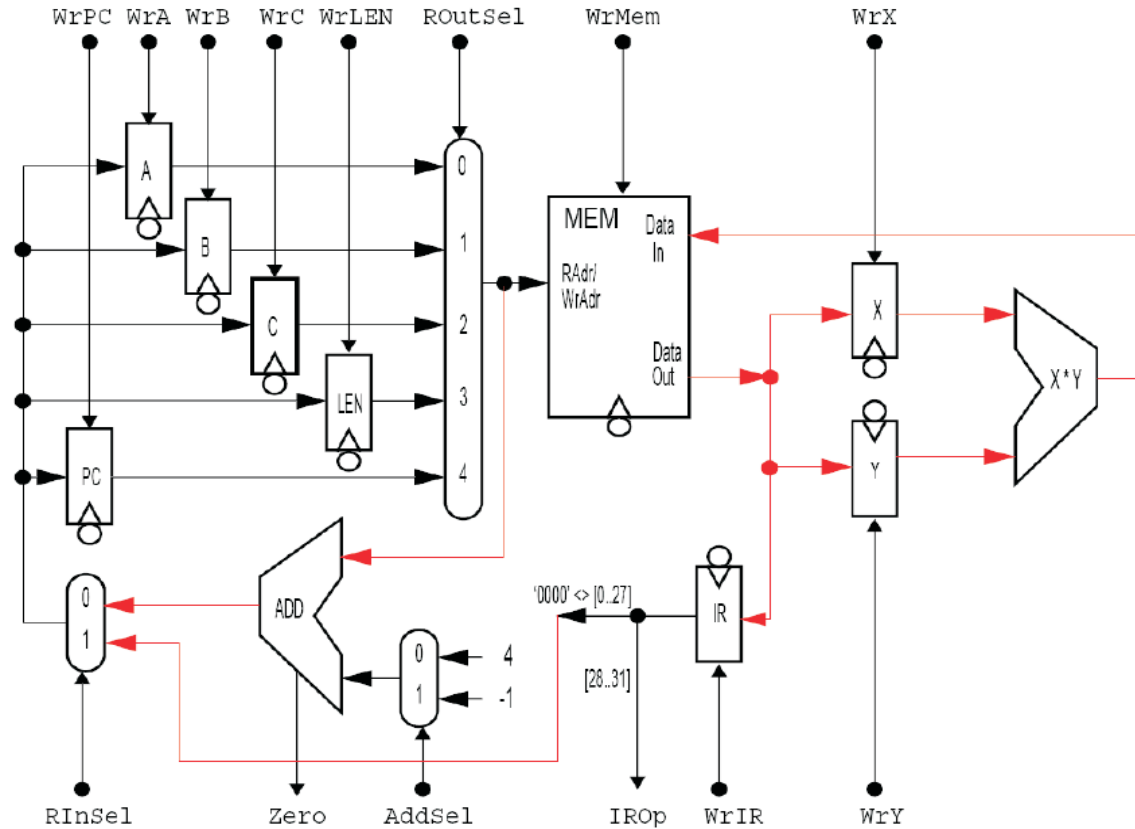 WrPC WrA WrB WrC WrLEN ROutSel WrMem WrX
A
0
B
1
C
2
LEN
3
PC
4
MEM
Data
In
RAdr/
WrAdr
Data
Out
X
Y
X*Y
0
1
ADD
0
1
4
-1
'0000' <> [0..27]
[28..31]
IR
RInSel Zero AddSel IROp WrIR WrY